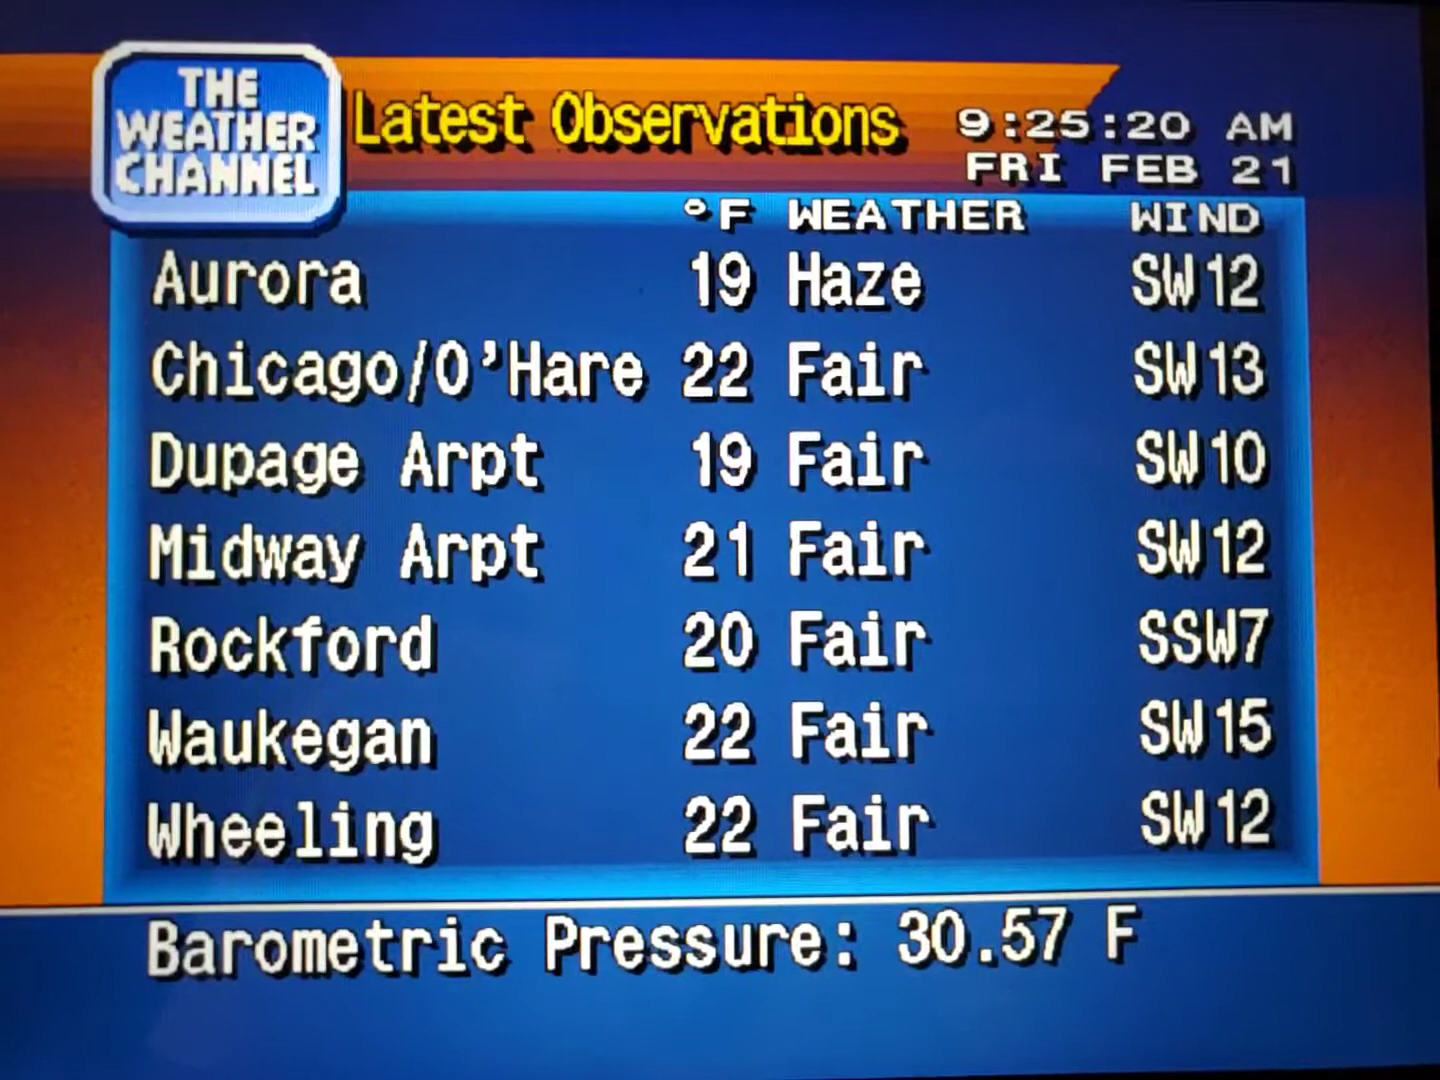 THE
WEATHER
CHANNEL
Latest Observations
9:25:20 AM
FRI FEB 21
°F WEATHER WIND
Aurora 19 Haze SW12
Chicago/O'Hare 22 Fair SW13
Dupage Arpt 19 Fair SW10
Midway Arpt 21 Fair SW12
Rockford 20 Fair SSW7
Waukegan 22 Fair SW15
Wheeling 22 Fair SW12
Barometric Pressure: 30.57 F